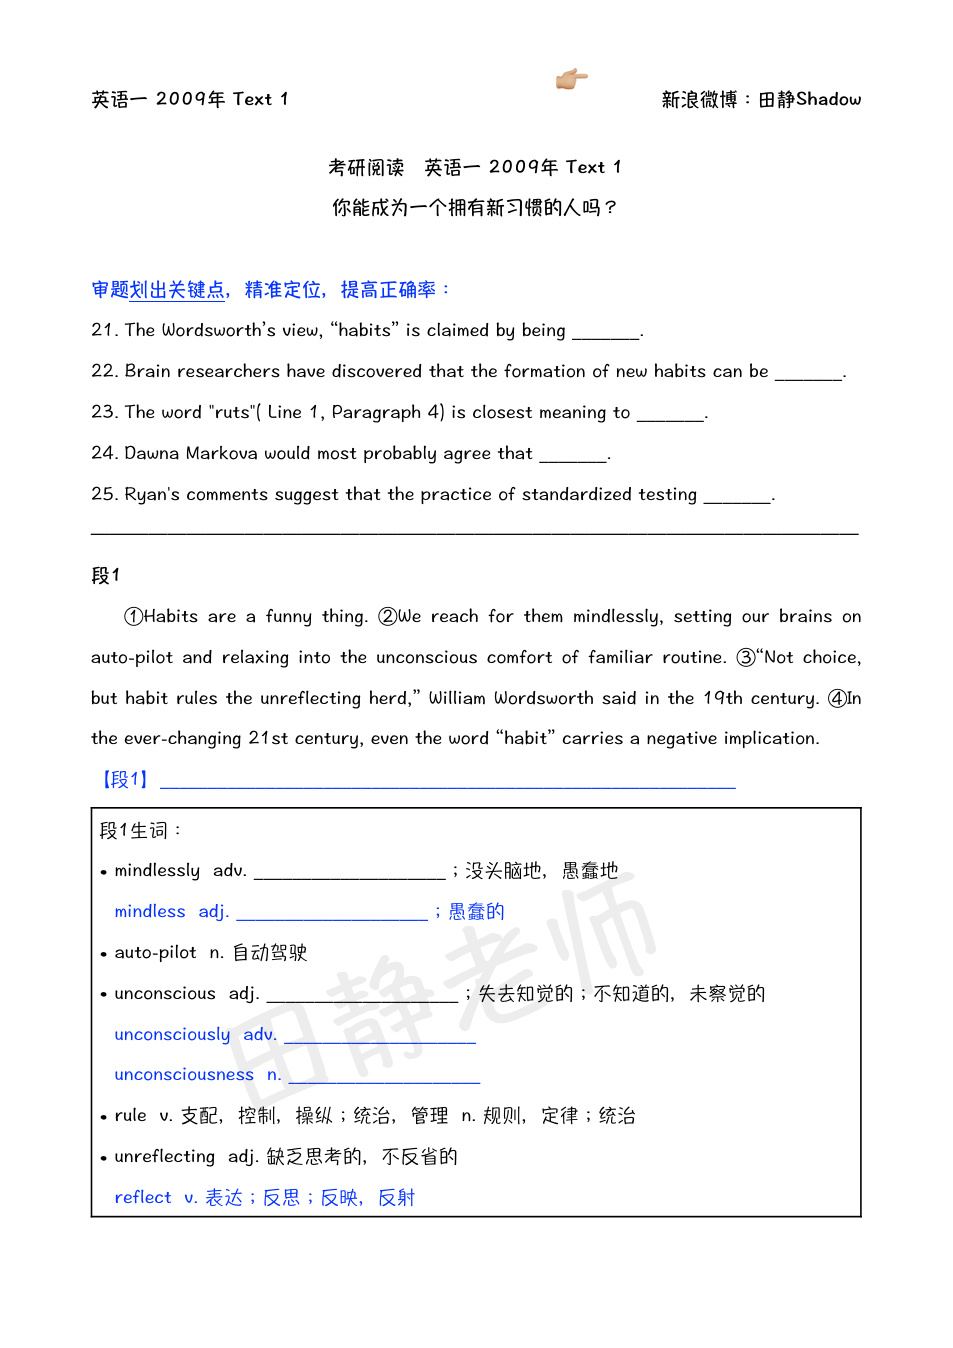 英语一 2009年 Text 1 新浪微博：田静Shadow
考研阅读 英语一 2009年 Text 1
你能成为一个拥有新习惯的人吗？
审题划出关键点，精准定位，提高正确率：
21. The Wordsworth’s view, “habits” is claimed by being _______.
22. Brain researchers have discovered that the formation of new habits can be _______.
23. The word "ruts"( Line 1, Paragraph 4) is closest meaning to _______.
24. Dawna Markova would most probably agree that _______.
25. Ryan's comments suggest that the practice of standardized testing _______.
段1
①Habits are a funny thing. ②We reach for them mindlessly, setting our brains on
auto-pilot and relaxing into the unconscious comfort of familiar routine. ③“Not choice,
but habit rules the unreflecting herd,” William Wordsworth said in the 19th century. ④In
the ever-changing 21st century, even the word “habit” carries a negative implication.
【段1】____________________________________________________________
段1生词：
• mindlessly adv. ____________________；没头脑地，愚蠢地
mindless adj. ____________________；愚蠢的
• auto-pilot n. 自动驾驶
• unconscious adj. ____________________；失去知觉的；不知道的，未察觉的
unconsciously adv. ____________________
unconsciousness n. ____________________
• rule v. 支配，控制，操纵；统治，管理 n. 规则，定律；统治
• unreflecting adj. 缺乏思考的，不反省的
reflect v. 表达；反思；反映，反射
田静老师